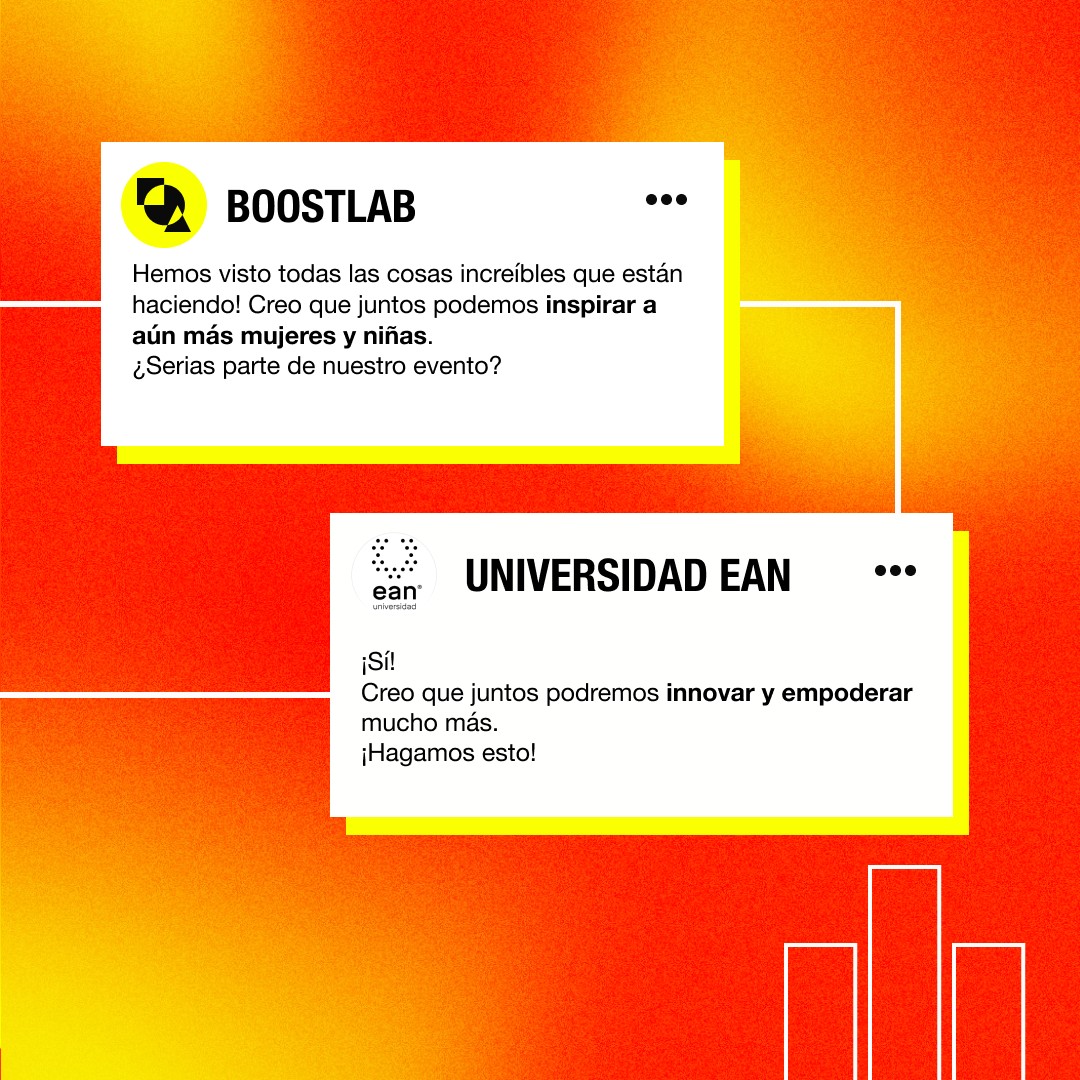 BOOSTLAB
Hemos visto todas las cosas increíbles que están
haciendo! Creo que juntos podemos inspirar a
aún más mujeres y niñas.
¿Serias parte de nuestro evento?
ean®
universidad
UNIVERSIDAD EAN
¡Sí!
Creo que juntos podremos innovar y empoderar
mucho más.
¡Hagamos esto!